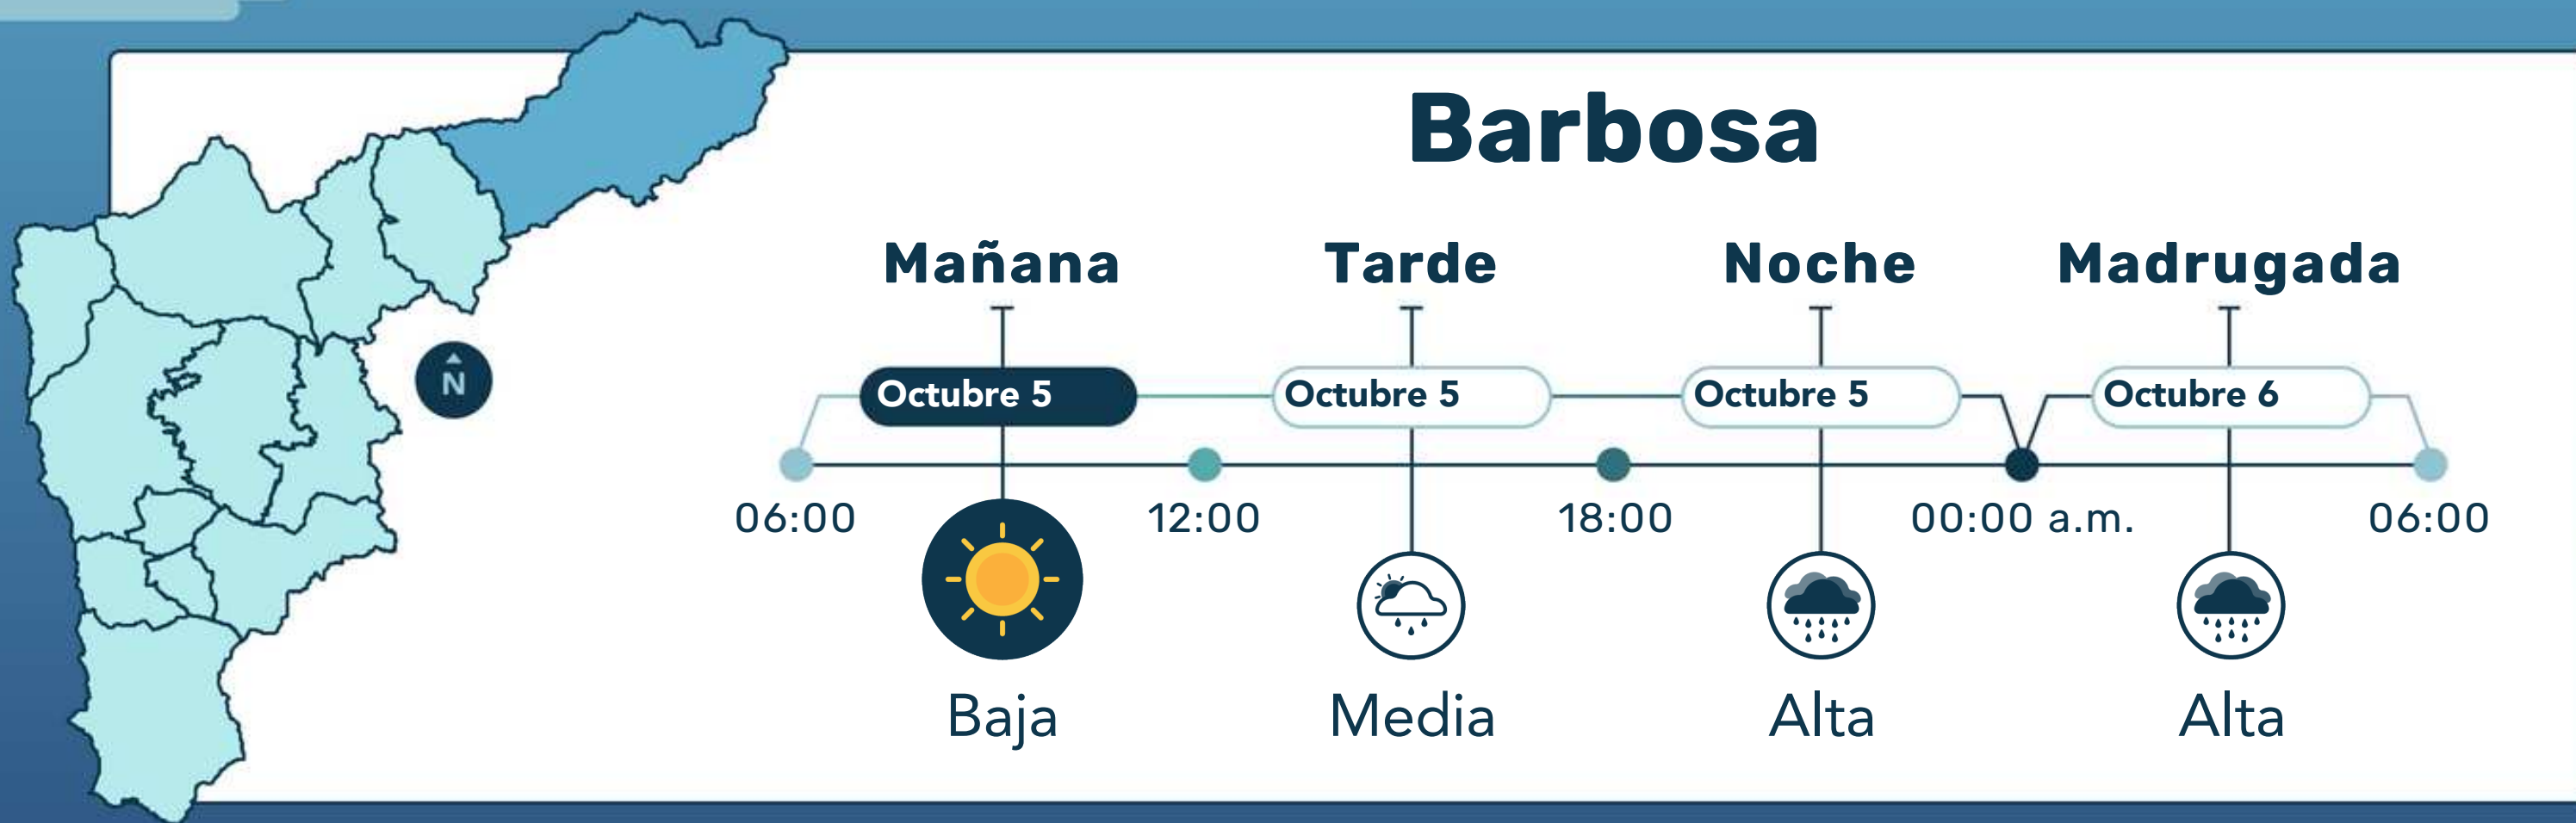 Barbosa
Mañana Tarde Noche Madrugada
Octubre 5 Octubre 5 Octubre 5 Octubre 6
N
06:00 12:00 18:00 00:00 a.m. 06:00
Baja Media Alta Alta